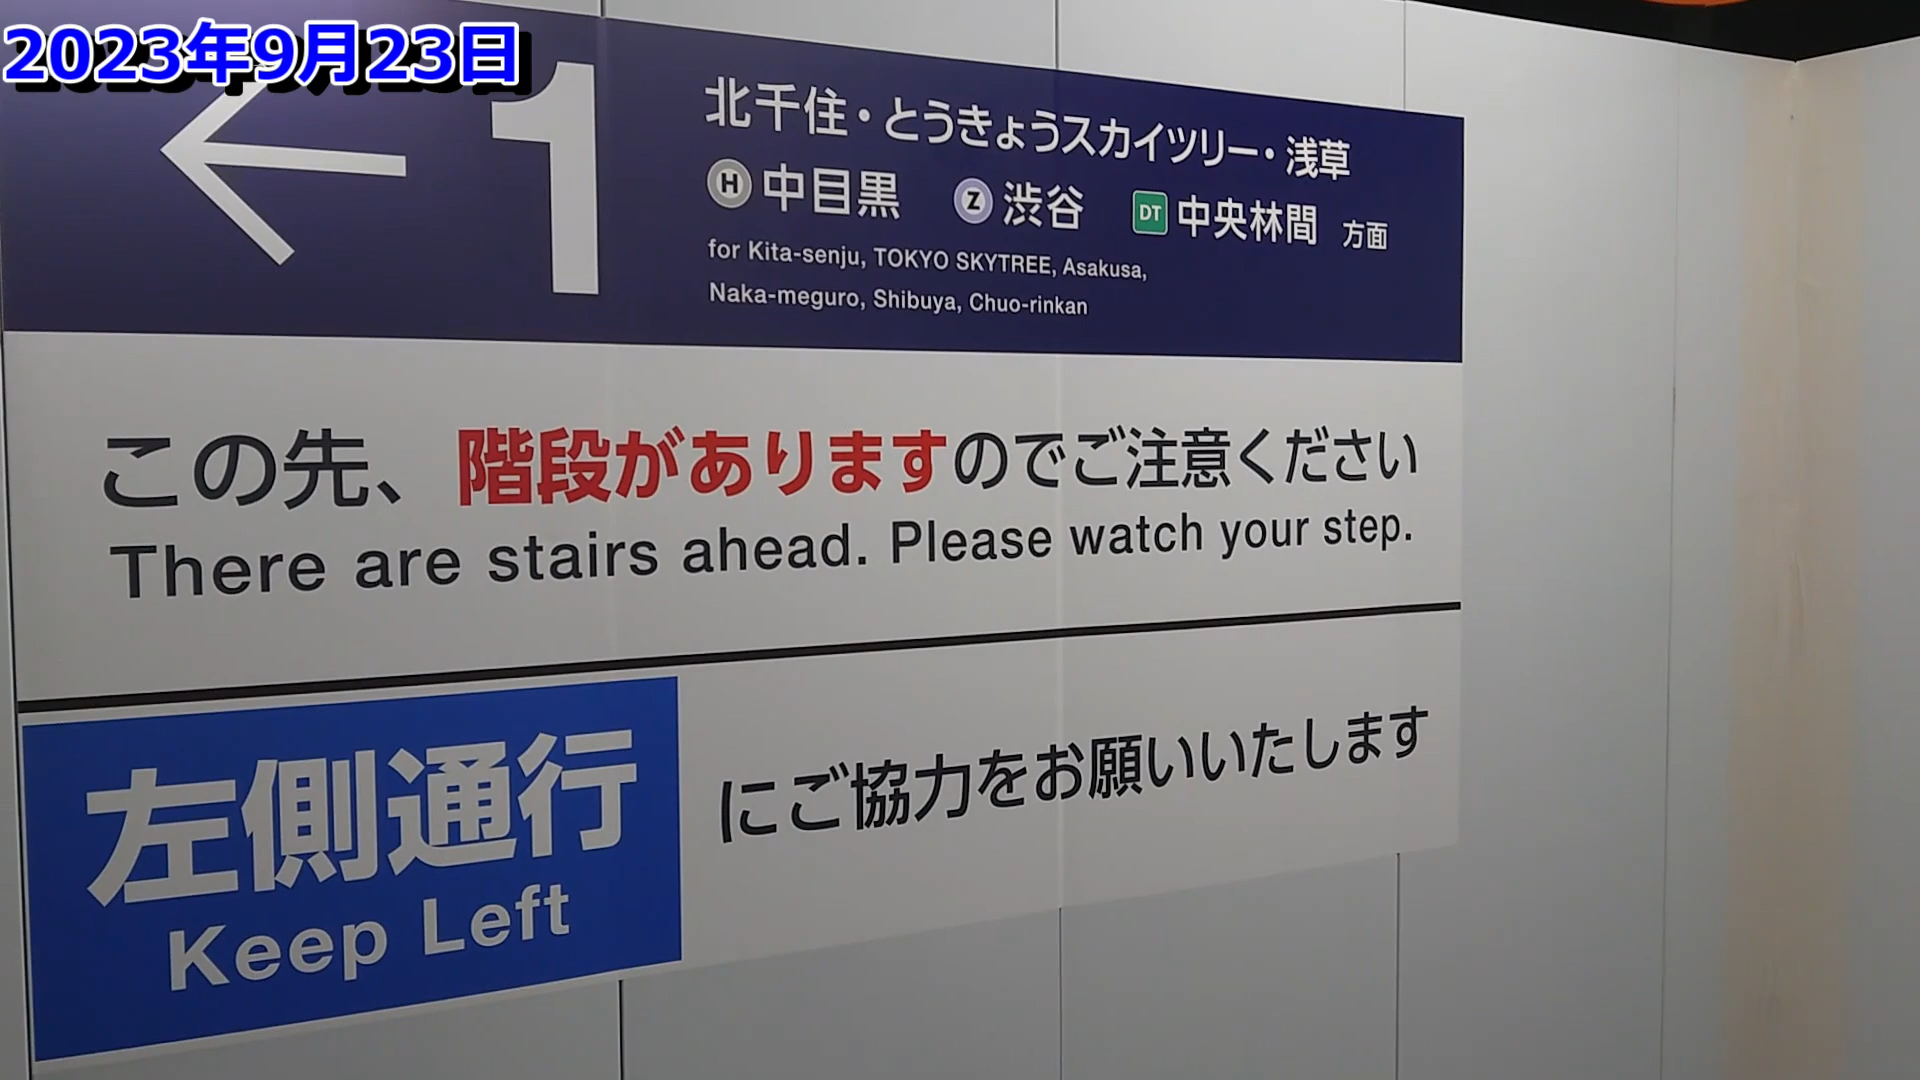 2023年9月23日
1
北千住・とうきょうスカイツリー・浅草
H 中目黒 Z 渋谷 DT 中央林間 方面
for Kita-senju, TOKYO SKYTREE, Asakusa,
Naka-meguro, Shibuya, Chuo-rinkan
この先、階段がありますのでご注意ください
There are stairs ahead. Please watch your step.
左側通行
Keep Left
にご協力をお願いいたします